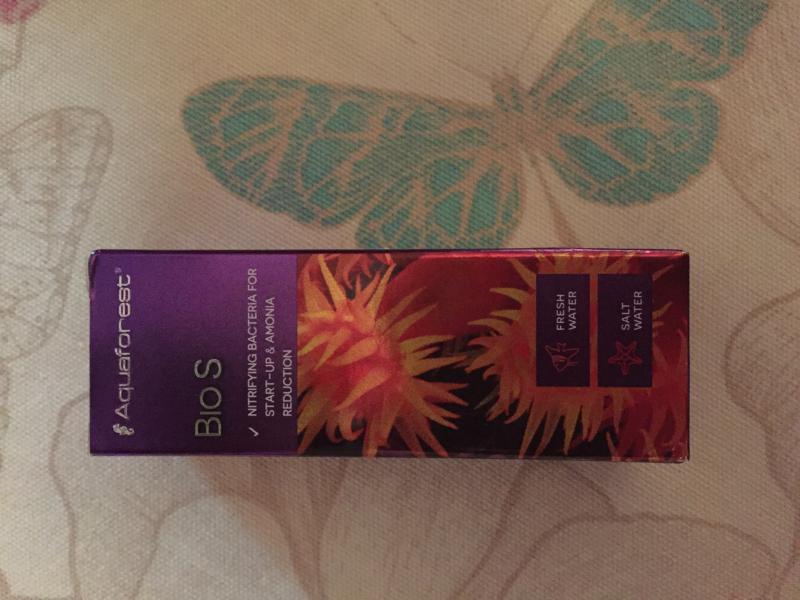 Aquaforest®
BIO S
✓ NITRIFYING BACTERIA FOR
START-UP & AMONIA
REDUCTION
FRESH
WATER
SALT
WATER